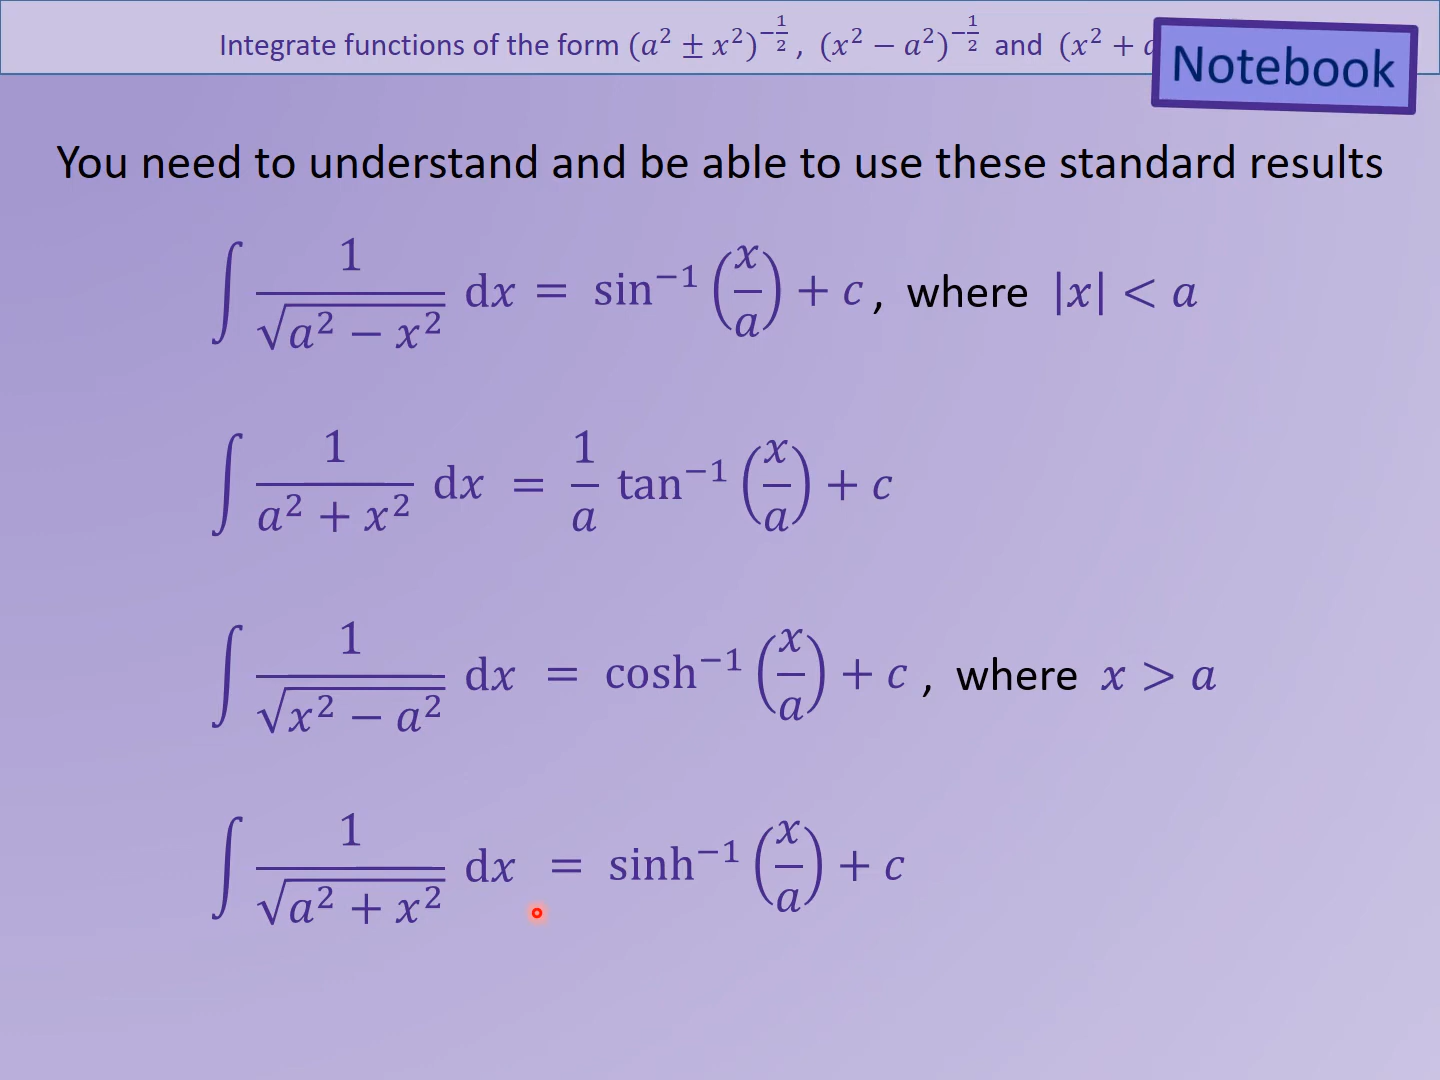 Integrate functions of the form (a² ± x²)^(-1/2), (x² − a²)^(-1/2) and (x² +
Notebook
You need to understand and be able to use these standard results
∫ 1/√(a² − x²) dx = sin⁻¹(x/a) + c, where |x| < a
∫ 1/(a² + x²) dx = 1/a tan⁻¹(x/a) + c
∫ 1/√(x² − a²) dx = cosh⁻¹(x/a) + c, where x > a
∫ 1/√(a² + x²) dx = sinh⁻¹(x/a) + c